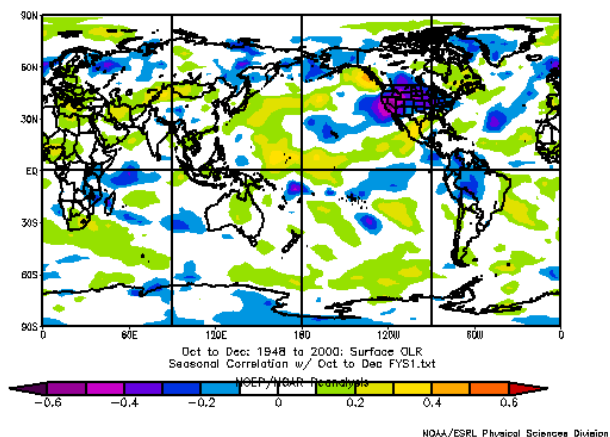 90N
60N
30N
EQ
30S
60S
90S
0 60E 120E 180 120W 60W 0
Oct to Dec: 1948 to 2000: Surface OLR
Seasonal Correlation w/ Oct to Dec FYS1.txt
NCEP/NCAR Reanalysis
-0.6 -0.4 -0.2 0 0.2 0.4 0.6
NOAA/ESRL Physical Sciences Division